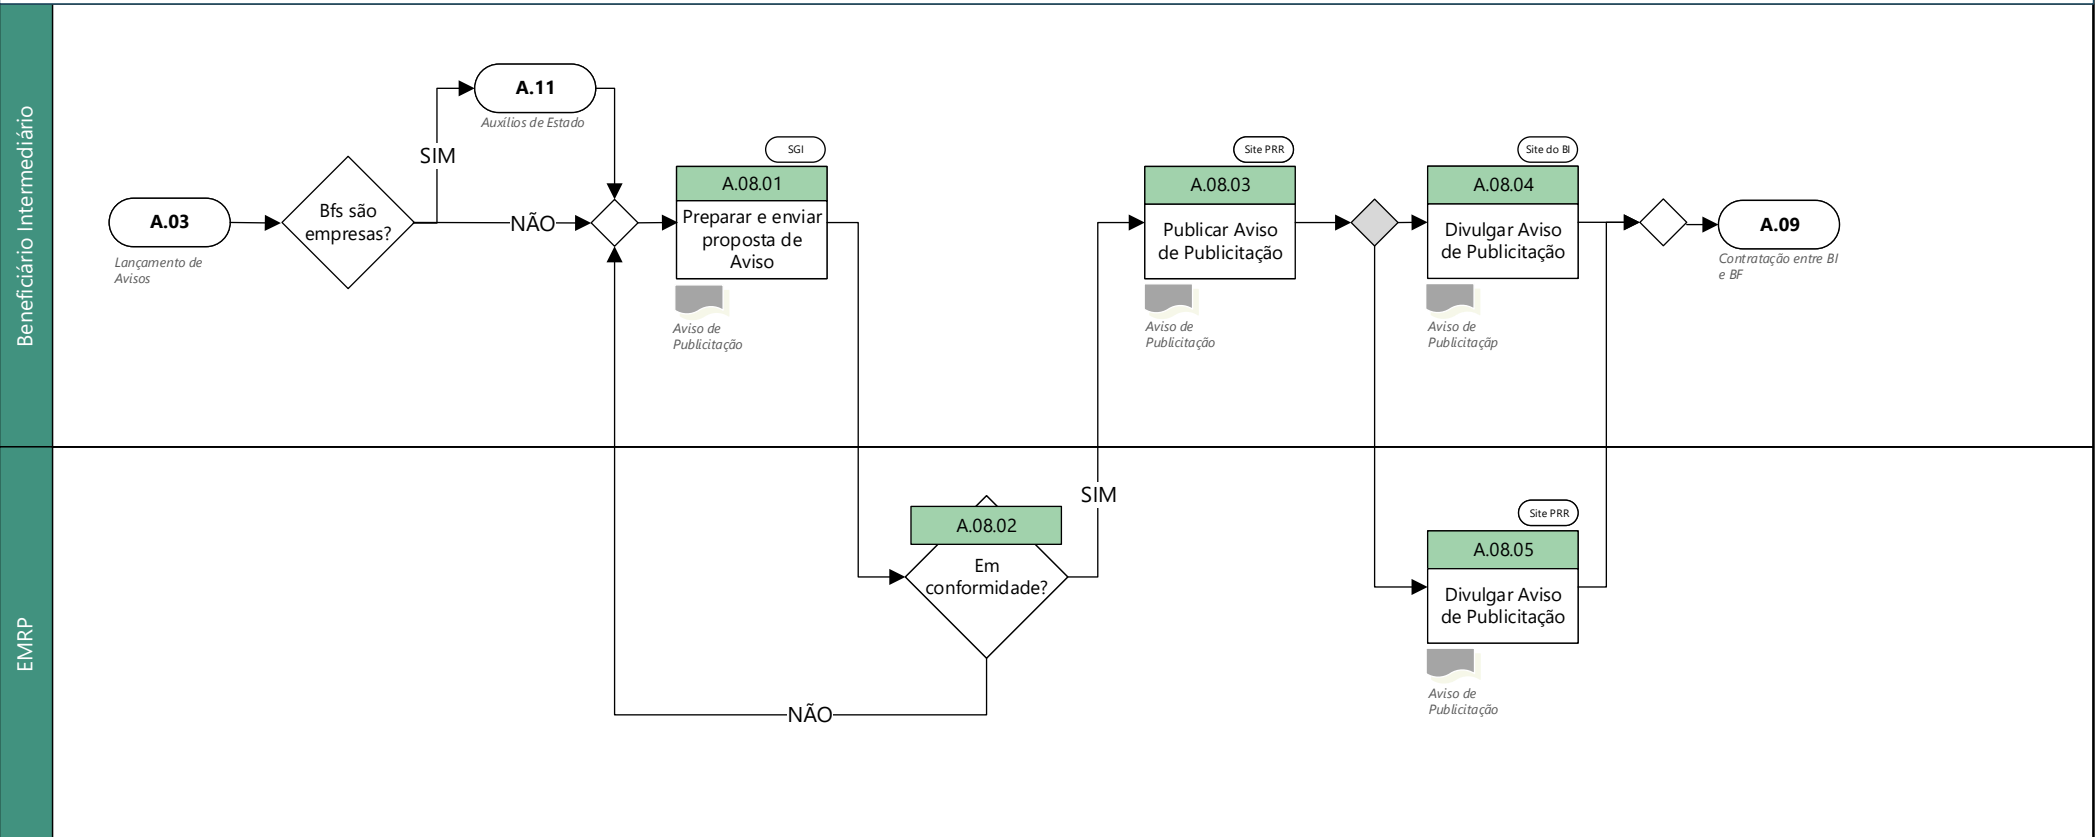 Beneficiário Intermediário
A.03
Lançamento de
Avisos
Bfs são
empresas?
SIM
A.11
Auxílios de Estado
NÃO
SGI
A.08.01
Preparar e enviar
proposta de
Aviso
Aviso de
Publicitação
Site PRR
A.08.03
Publicar Aviso
de Publicitação
Aviso de
Publicitação
Site do BI
A.08.04
Divulgar Aviso
de Publicitação
Aviso de
Publicitaçãp
A.09
Contratação entre BI
e BF
EMRP
A.08.02
Em
conformidade?
SIM
NÃO
Site PRR
A.08.05
Divulgar Aviso
de Publicitação
Aviso de
Publicitação